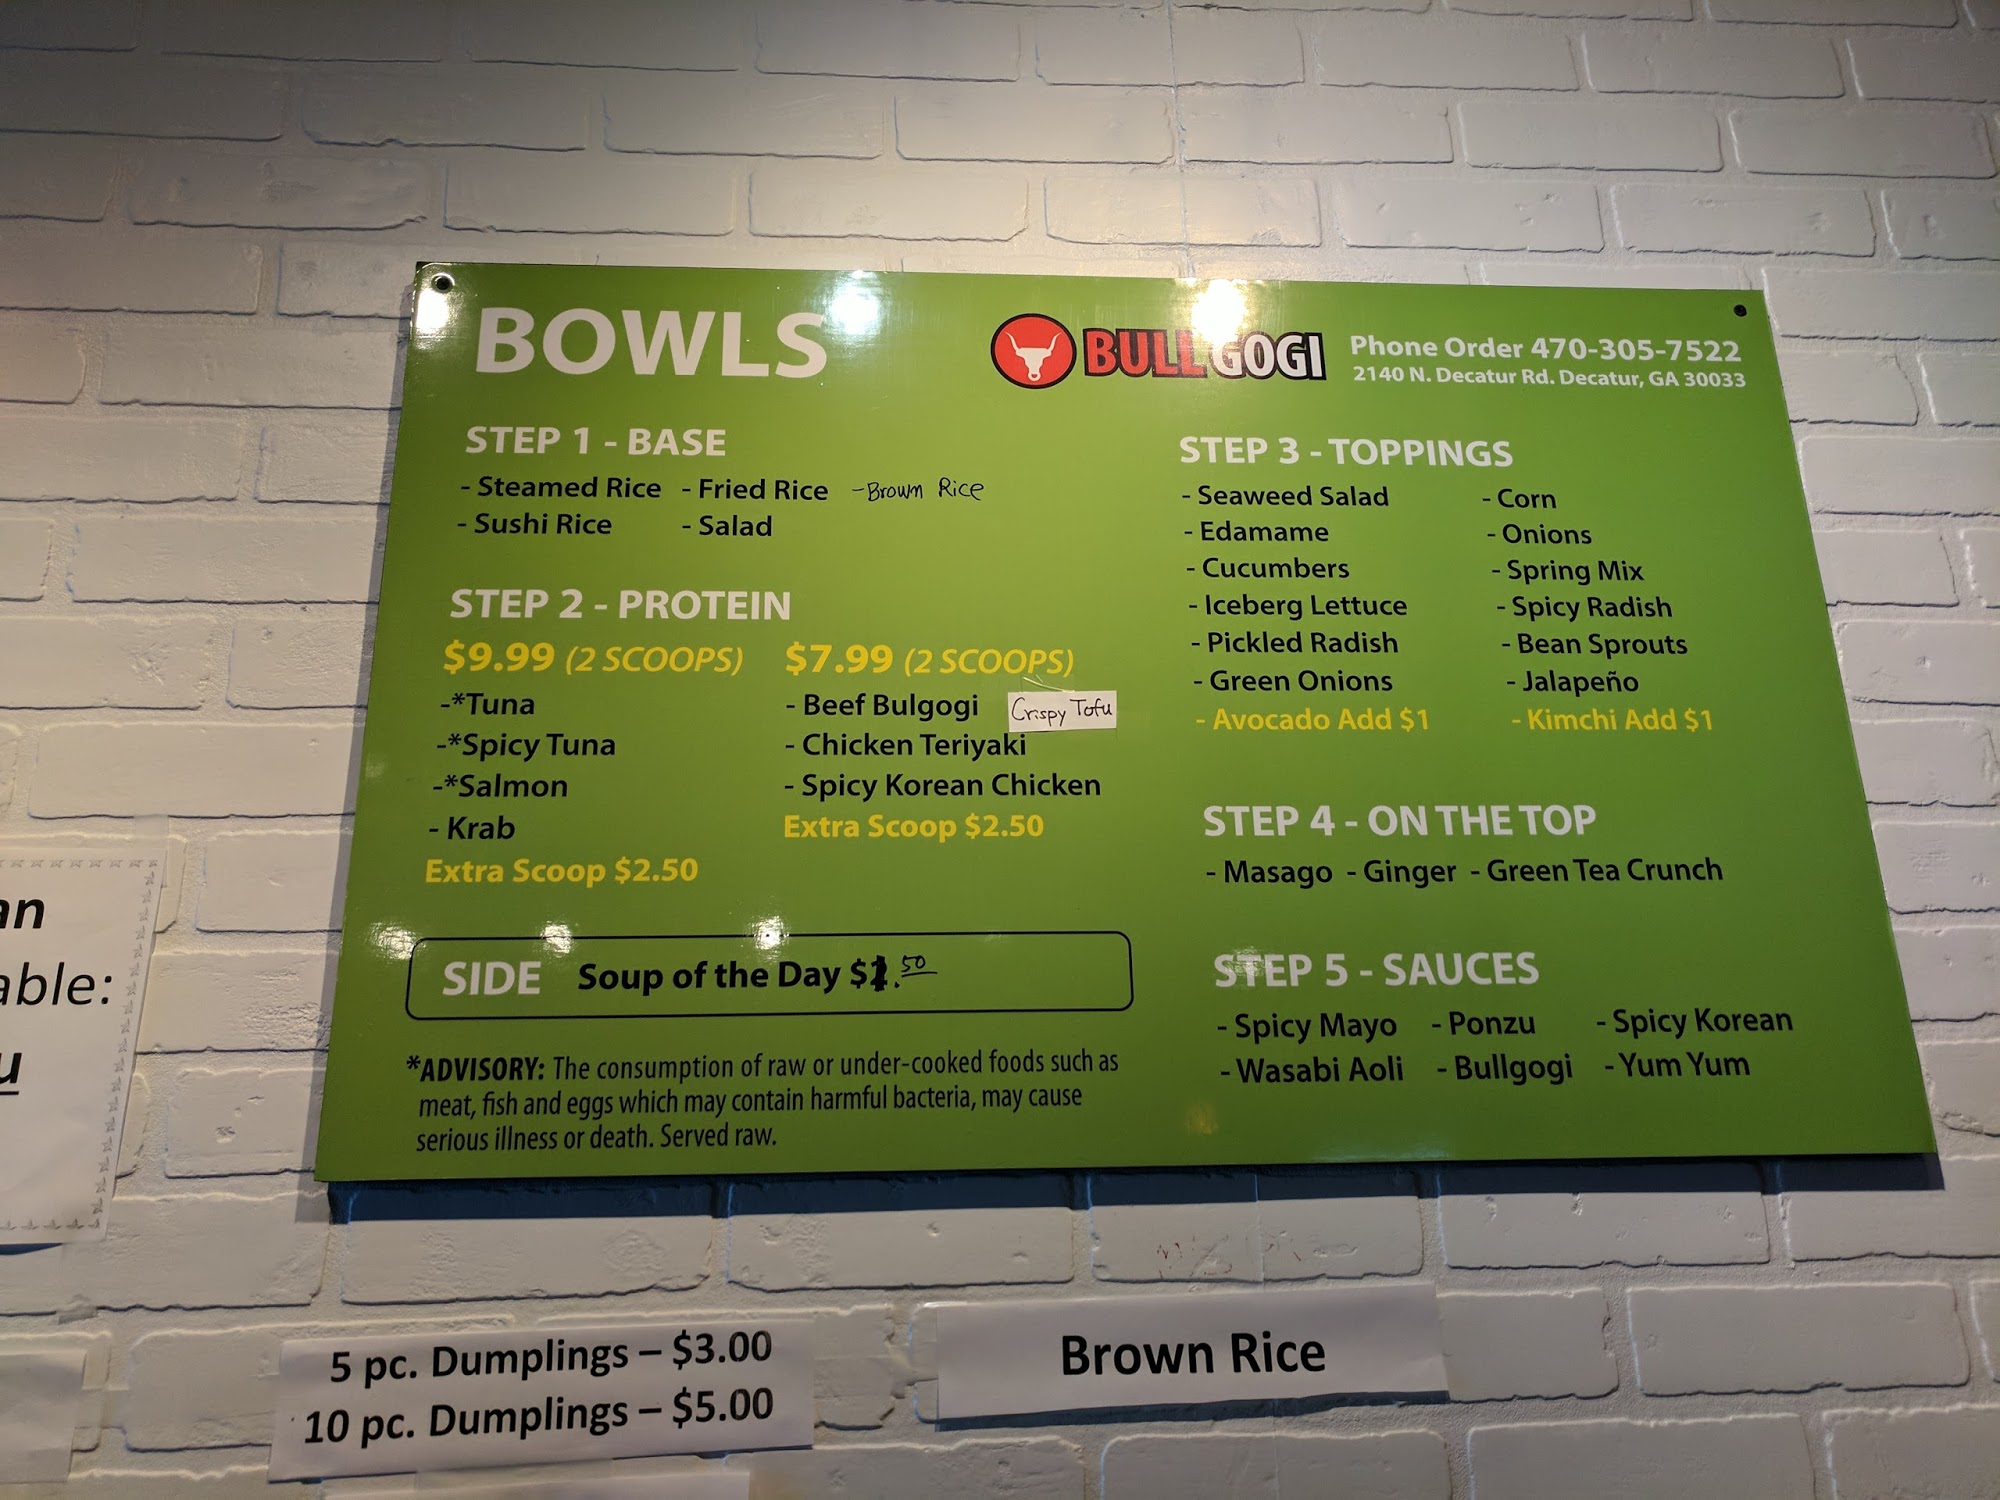 BOWLS
BULLGOGI
Phone Order 470-305-7522
2140 N. Decatur Rd. Decatur, GA 30033
STEP 1 - BASE
- Steamed Rice - Fried Rice - Brown Rice
- Sushi Rice - Salad
STEP 2 - PROTEIN
$9.99 (2 SCOOPS)
-*Tuna
-*Spicy Tuna
-*Salmon
- Krab
Extra Scoop $2.50
$7.99 (2 SCOOPS)
- Beef Bulgogi Crispy Tofu
- Chicken Teriyaki
- Spicy Korean Chicken
Extra Scoop $2.50
SIDE Soup of the Day $1.50
*ADVISORY: The consumption of raw or under-cooked foods such as
meat, fish and eggs which may contain harmful bacteria, may cause
serious illness or death. Served raw.
STEP 3 - TOPPINGS
- Seaweed Salad - Corn
- Edamame - Onions
- Cucumbers - Spring Mix
- Iceberg Lettuce - Spicy Radish
- Pickled Radish - Bean Sprouts
- Green Onions - Jalapeño
- Avocado Add $1 - Kimchi Add $1
STEP 4 - ON THE TOP
- Masago - Ginger - Green Tea Crunch
STEP 5 - SAUCES
- Spicy Mayo - Ponzu - Spicy Korean
- Wasabi Aoli - Bullgogi - Yum Yum
5 pc. Dumplings – $3.00
10 pc. Dumplings – $5.00
Brown Rice